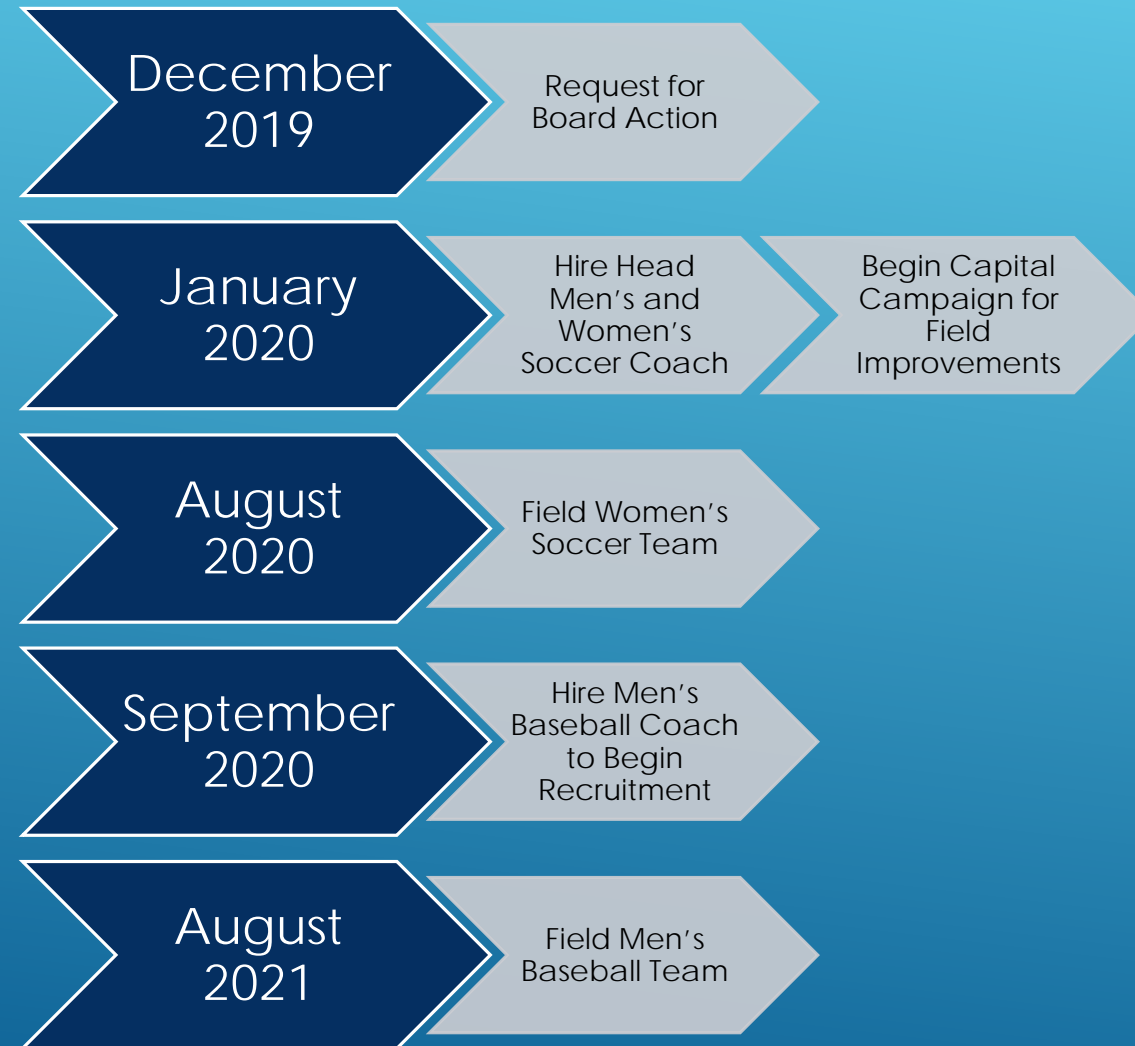 December
2019
Request for
Board Action
January
2020
Hire Head
Men’s and
Women’s
Soccer Coach
Begin Capital
Campaign for
Field
Improvements
August
2020
Field Women’s
Soccer Team
September
2020
Hire Men’s
Baseball Coach
to Begin
Recruitment
August
2021
Field Men’s
Baseball Team